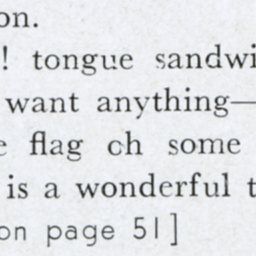 on.
! tongue sandwi
want anything—
e flag ch some
is a wonderful t
on page 51]